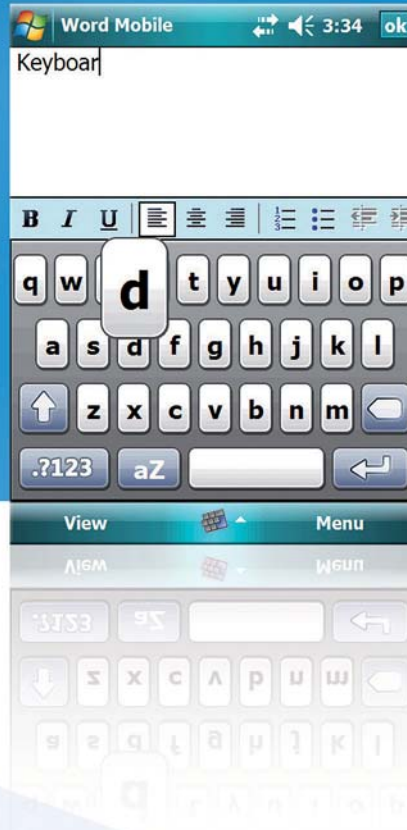 Word Mobile 3:34 ok
Keyboar
B I U
d
q w t y u i o p
a s d f g h j k l
z x c v b n m
.?123 aZ
View Menu